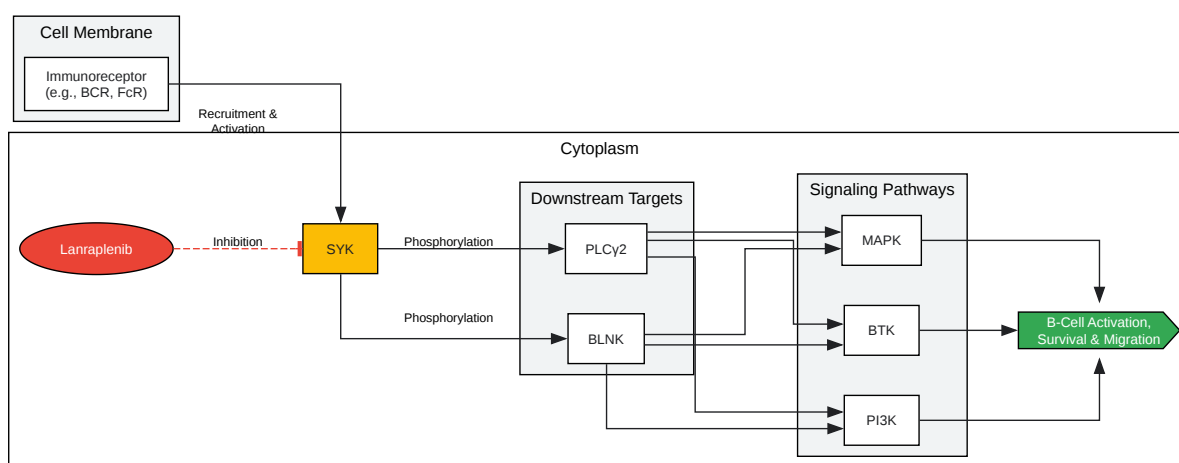 Cell Membrane
Immunoreceptor
(e.g., BCR, FcR)
Recruitment &
Activation
Cytoplasm
Downstream Targets
Signaling Pathways
Lanraplenib
Inhibition
SYK
Phosphorylation
PLCγ2
MAPK
Phosphorylation
BLNK
BTK
B-Cell Activation,
Survival & Migration
PI3K